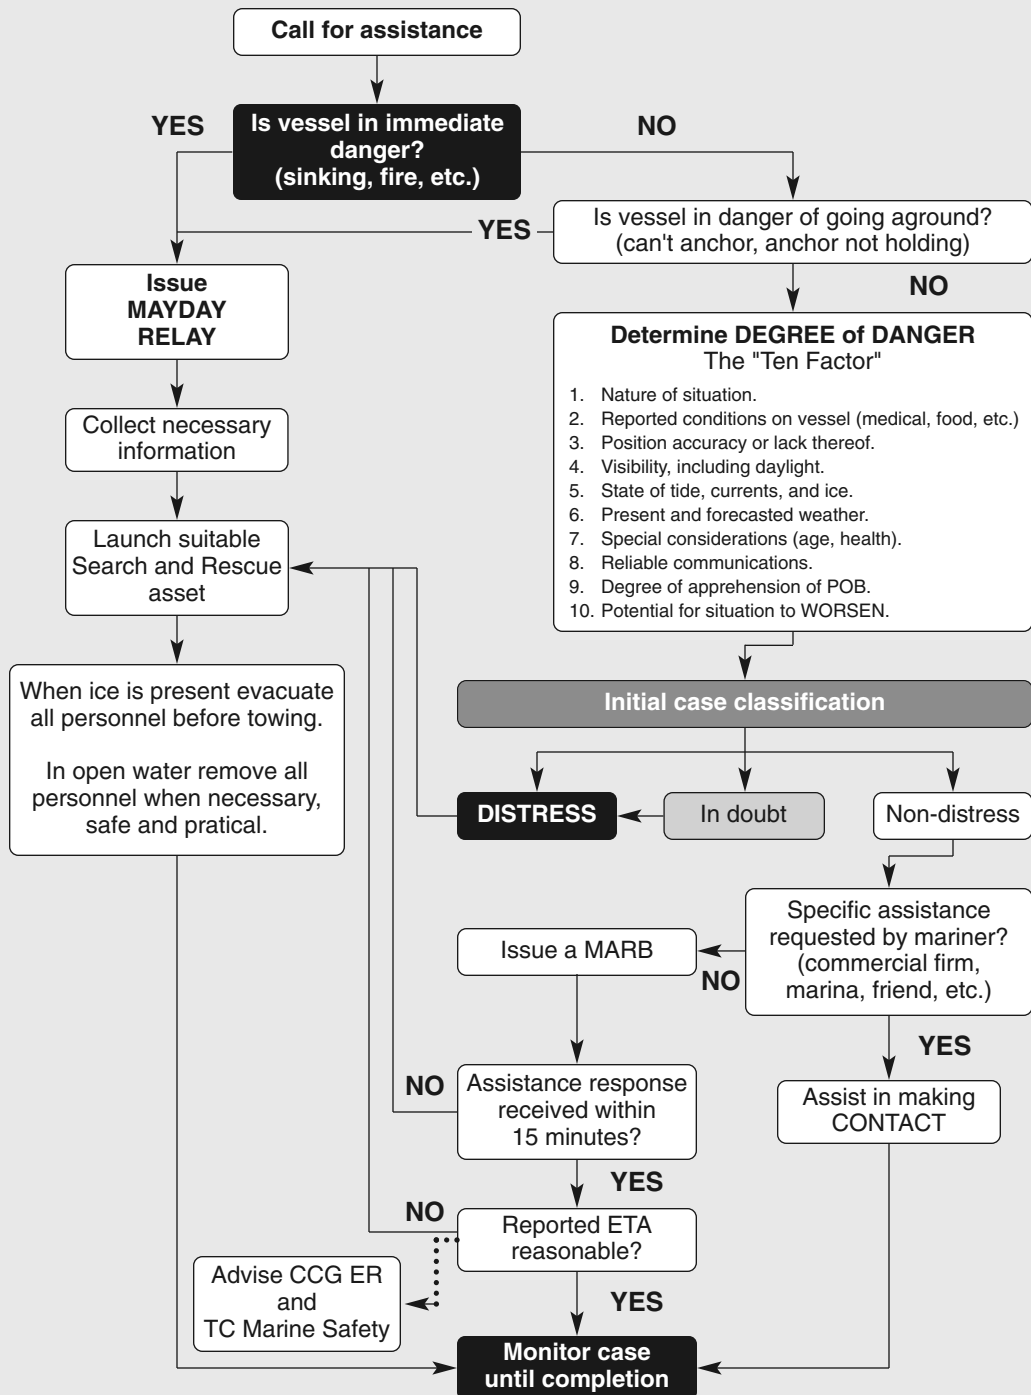 Call for assistance
YES
Is vessel in immediate
danger?
(sinking, fire, etc.)
NO
Is vessel in danger of going aground?
(can't anchor, anchor not holding)
YES
NO
Issue
MAYDAY
RELAY
Determine DEGREE of DANGER
The "Ten Factor"
1. Nature of situation.
2. Reported conditions on vessel (medical, food, etc.)
3. Position accuracy or lack thereof.
4. Visibility, including daylight.
5. State of tide, currents, and ice.
6. Present and forecasted weather.
7. Special considerations (age, health).
8. Reliable communications.
9. Degree of apprehension of POB.
10. Potential for situation to WORSEN.
Collect necessary
information
Launch suitable
Search and Rescue
asset
When ice is present evacuate
all personnel before towing.
In open water remove all
personnel when necessary,
safe and pratical.
Initial case classification
DISTRESS
In doubt
Non-distress
Specific assistance
requested by mariner?
(commercial firm,
marina, friend, etc.)
NO
Issue a MARB
YES
Assist in making
CONTACT
Assistance response
received within
15 minutes?
NO
YES
Reported ETA
reasonable?
NO
YES
Advise CCG ER
and
TC Marine Safety
Monitor case
until completion